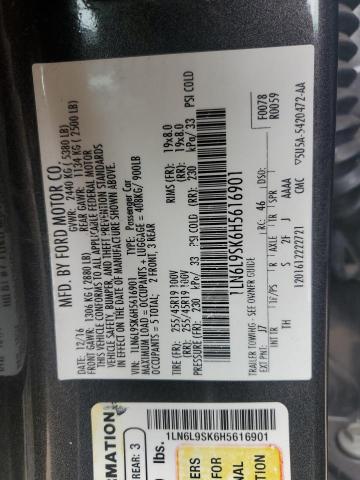 MFD. BY FORD MOTOR CO.
12/16 GVWR: 2440 KG ( 5380 LB)
FRONT GAWR: 1306 KG (2880 LB) REAR GAWR: 1134 KG (2500 LB)
THIS VEHICLE CONFORMS TO ALL APPLICABLE FEDERAL MOTOR
VEHICLE SAFETY, BUMPER, AND THEFT PREVENTION STANDARDS
IN EFFECT ON THE DATE OF MANUFACTURE SHOWN ABOVE.
VIN: 1LN6L9SK6H5616901
TYPE: Passenger Car
MAXIMUM LOAD = OCCUPANTS + LUGGAGE = 408KG/ 900LB
OCCUPANTS = 5 TOTAL: 2 FRONT, 3 REAR
TIRE (FR): 255/45R19 100V RIMS (FR): 19x8.0
(RR): 255/45R19 100V (RR): 19x8.0
PRESSURE(FR): 230 kPa/ 33 PSI COLD (RR): 230 kPa/ 33 PSI COLD
1LN6L9SK6H5616901
TRAILER TOWING- SEE OWNER GUIDE
F0078
R0059
EXT PNT: J7 RC: 46 DSO:
INT TR TP/PS R AXLE TR SPR
TH S 2F J AAAA
1201612222721 CMC 5U5A-5420472-AA
RMATION
REAR: 3
lbs.
1LN6L9SK6H5616901